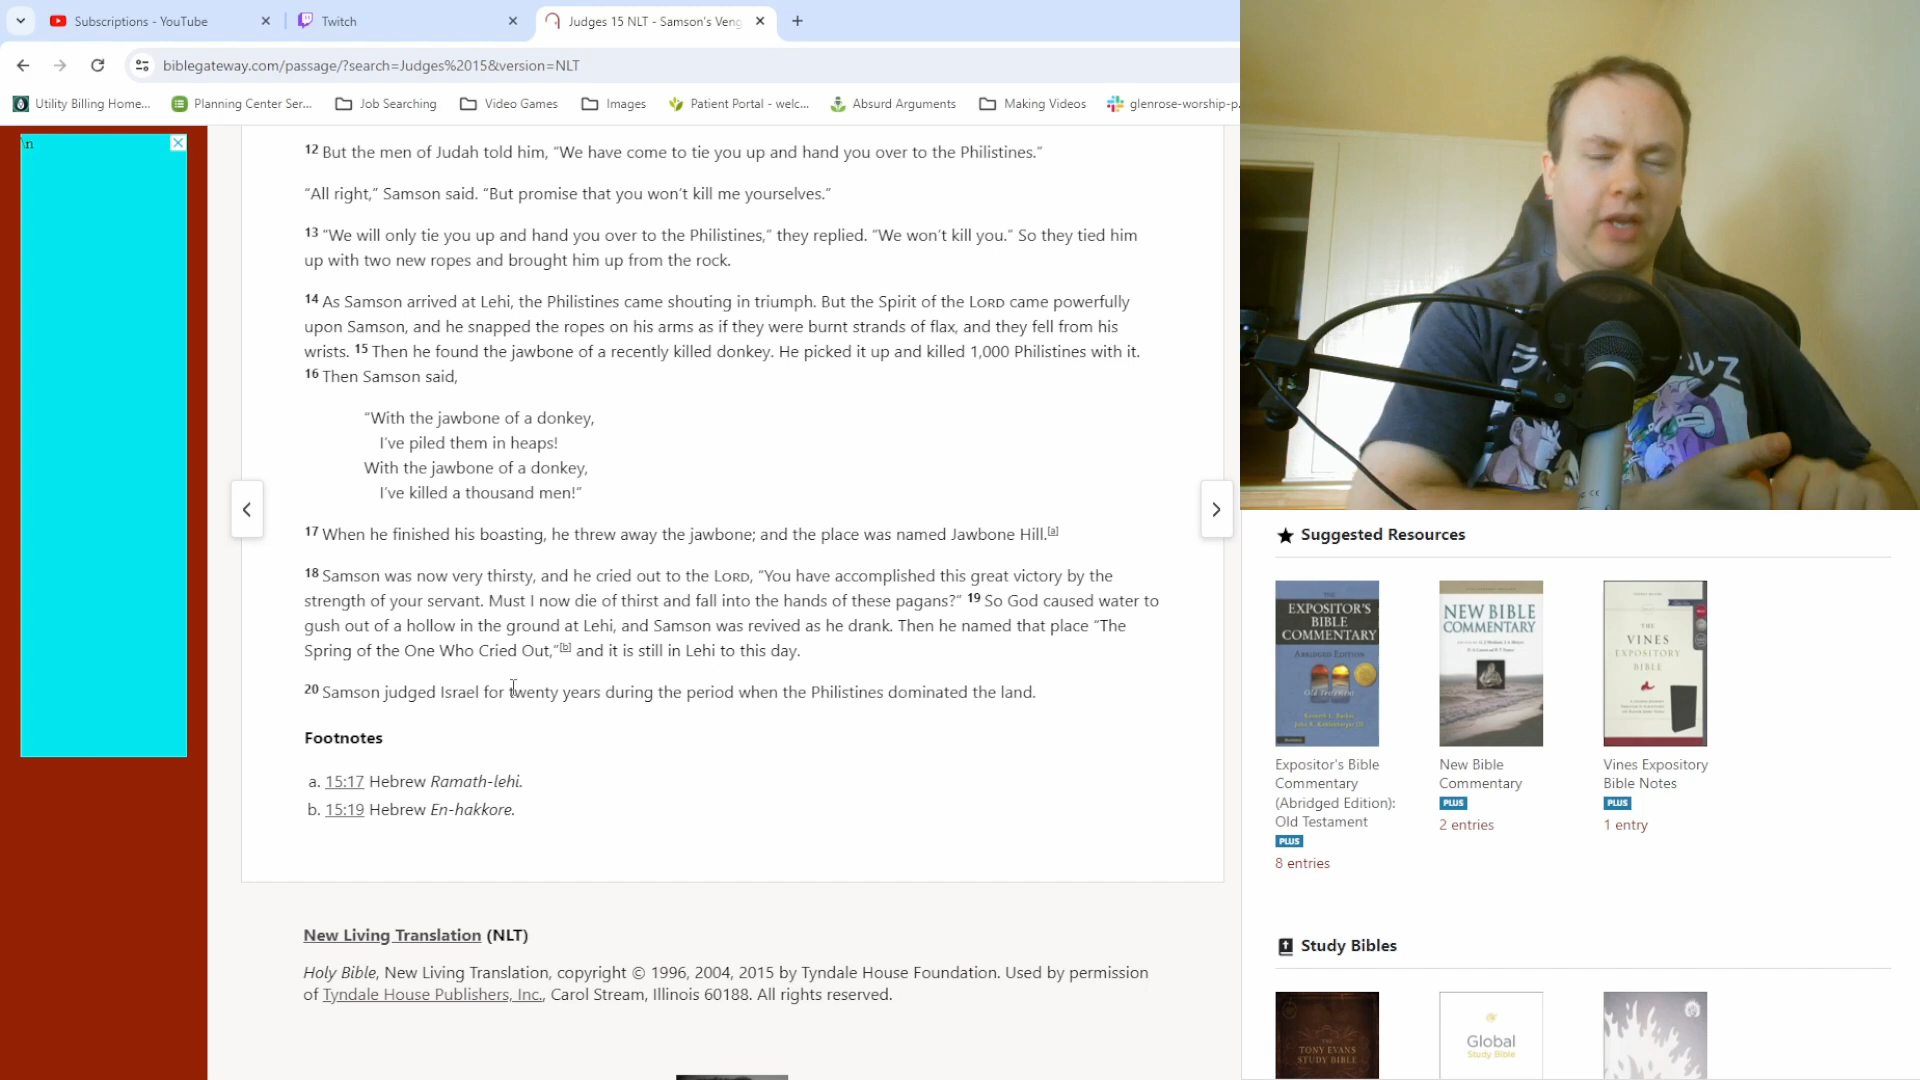 Subscriptions - YouTube
Twitch
Judges 15 NLT - Samson's Veng
biblegateway.com/passage/?search=Judges%2015&version=NLT
Utility Billing Home...
Planning Center Ser...
Job Searching
Video Games
Images
Patient Portal - welc...
Absurd Arguments
Making Videos
glenrose-worship-p.
\n
12 But the men of Judah told him, “We have come to tie you up and hand you over to the Philistines.”
“All right,” Samson said. “But promise that you won’t kill me yourselves.”
13 “We will only tie you up and hand you over to the Philistines,” they replied. “We won’t kill you.” So they tied him
up with two new ropes and brought him up from the rock.
14 As Samson arrived at Lehi, the Philistines came shouting in triumph. But the Spirit of the LORD came powerfully
upon Samson, and he snapped the ropes on his arms as if they were burnt strands of flax, and they fell from his
wrists. 15 Then he found the jawbone of a recently killed donkey. He picked it up and killed 1,000 Philistines with it.
16 Then Samson said,
“With the jawbone of a donkey,
I’ve piled them in heaps!
With the jawbone of a donkey,
I’ve killed a thousand men!”
17 When he finished his boasting, he threw away the jawbone; and the place was named Jawbone Hill.[a]
18 Samson was now very thirsty, and he cried out to the LORD, “You have accomplished this great victory by the
strength of your servant. Must I now die of thirst and fall into the hands of these pagans?” 19 So God caused water to
gush out of a hollow in the ground at Lehi, and Samson was revived as he drank. Then he named that place “The
Spring of the One Who Cried Out,”[b] and it is still in Lehi to this day.
20 Samson judged Israel for twenty years during the period when the Philistines dominated the land.
Footnotes
a. 15:17 Hebrew Ramath-lehi.
b. 15:19 Hebrew En-hakkore.
New Living Translation (NLT)
Holy Bible, New Living Translation, copyright © 1996, 2004, 2015 by Tyndale House Foundation. Used by permission
of Tyndale House Publishers, Inc., Carol Stream, Illinois 60188. All rights reserved.
Suggested Resources
EXPOSITOR'S
BIBLE
COMMENTARY
ABRIDGED EDITION
Old Testament
NEW BIBLE
COMMENTARY
THE
VINES
EXPOSITORY
BIBLE
Expositor's Bible
Commentary
(Abridged Edition):
Old Testament
PLUS
8 entries
New Bible
Commentary
PLUS
2 entries
Vines Expository
Bible Notes
PLUS
1 entry
Study Bibles
THE
TONY EVANS
STUDY BIBLE
Global
Study Bible